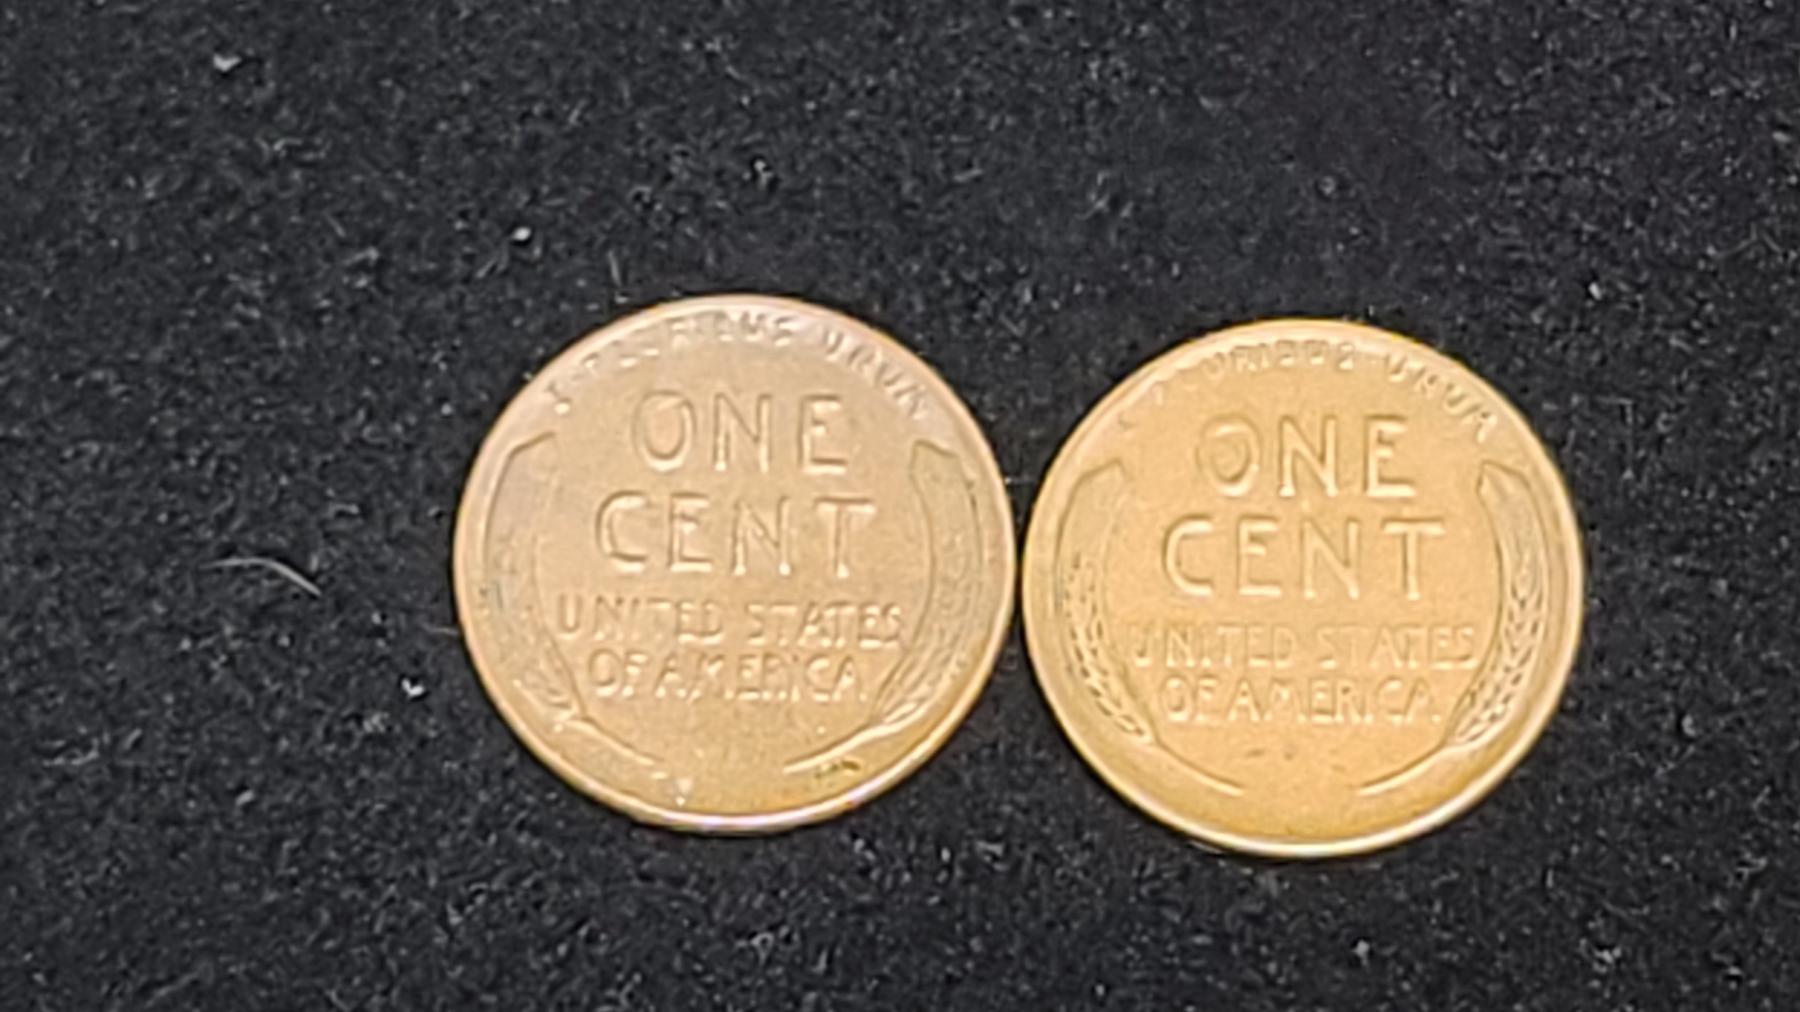 ONE
CENT
UNITED STATES
OF AMERICA
ONE
CENT
UNITED STATES
OF AMERICA